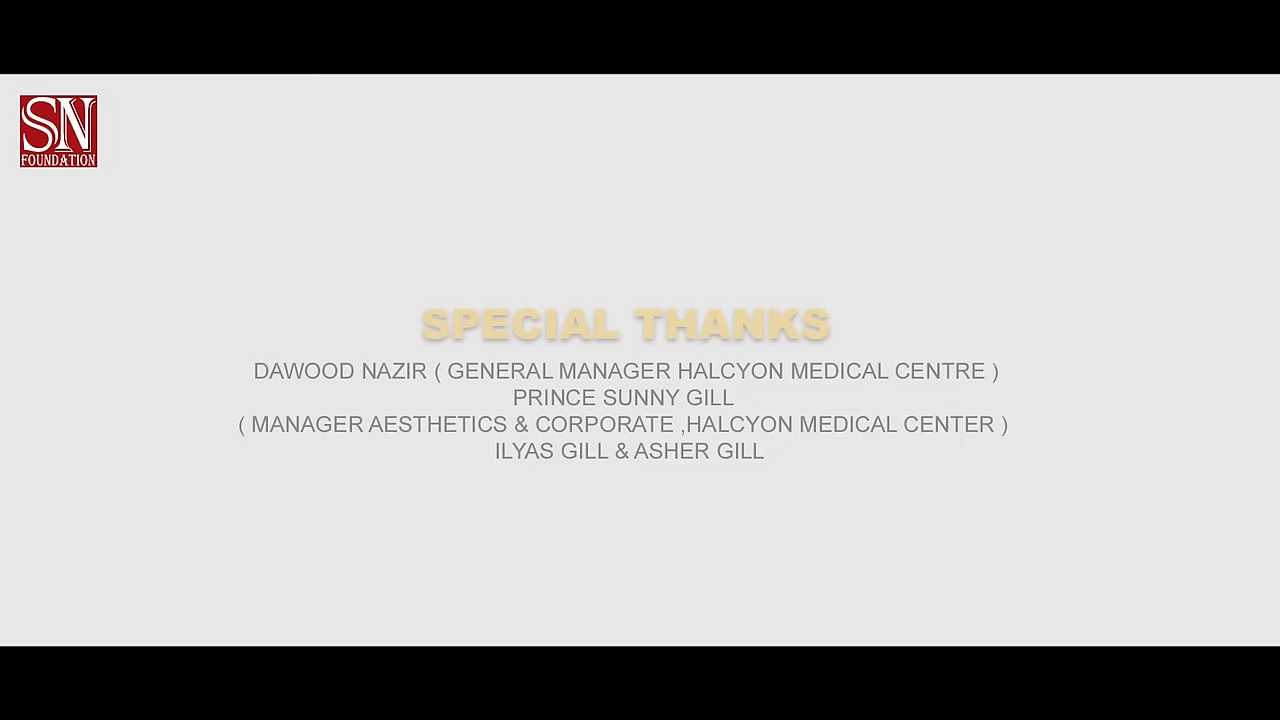 SN
FOUNDATION
SPECIAL THANKS
DAWOOD NAZIR ( GENERAL MANAGER HALCYON MEDICAL CENTRE )
PRINCE SUNNY GILL
( MANAGER AESTHETICS & CORPORATE ,HALCYON MEDICAL CENTER )
ILYAS GILL & ASHER GILL